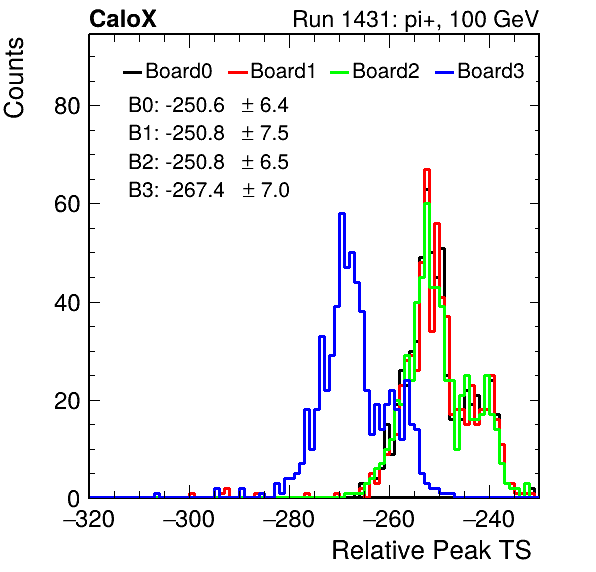 CaloX Run 1431: pi+, 100 GeV
Counts
Board0 Board1 Board2 Board3
B0: -250.6 ± 6.4
B1: -250.8 ± 7.5
B2: -250.8 ± 6.5
B3: -267.4 ± 7.0
80
60
40
20
0
−320 −300 −280 −260 −240
Relative Peak TS